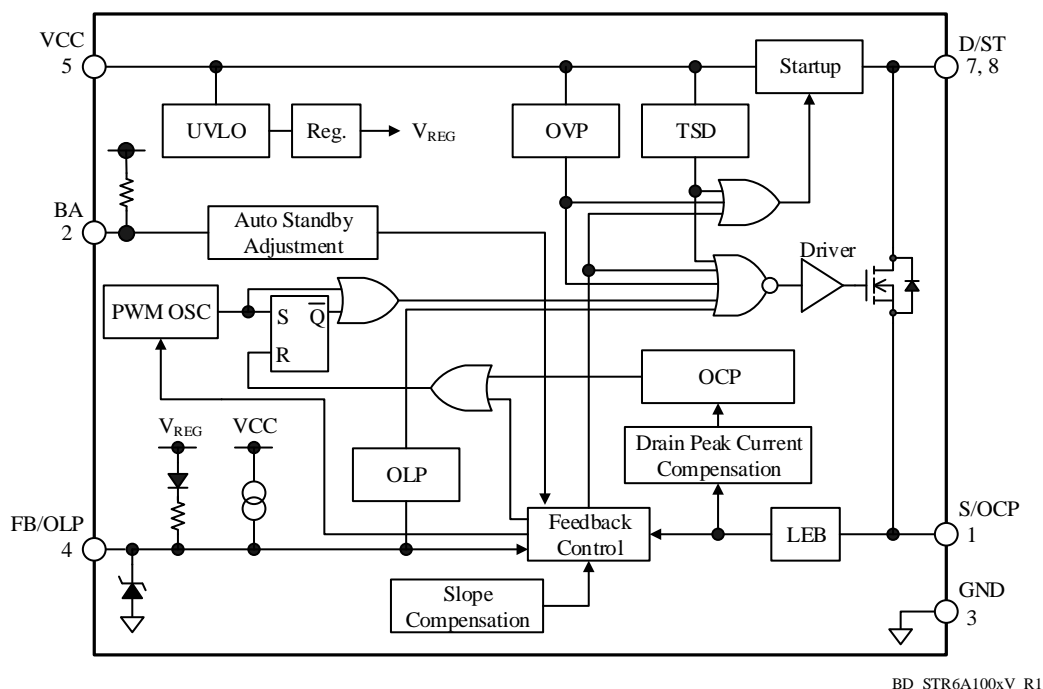 VCC
5
D/ST
7, 8
Startup
UVLO
Reg.
VREG
OVP
TSD
BA
2
Auto Standby
Adjustment
Driver
PWM OSC
S
Q
R
OCP
VREG
VCC
Drain Peak Current
Compensation
OLP
FB/OLP
4
Feedback
Control
LEB
S/OCP
1
Slope
Compensation
GND
3
BD_STR6A100xV_R1